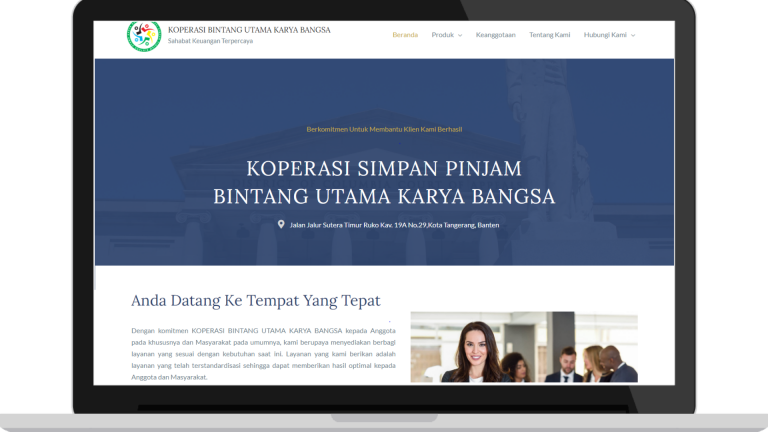 KOPERASI BINTANG UTAMA KARYA BANGSA
Sahabat Keuangan Terpercaya
Beranda Produk Keanggotaan Tentang Kami Hubungi Kami
Berkomitmen Untuk Membantu Klien Kami Berhasil
KOPERASI SIMPAN PINJAM
BINTANG UTAMA KARYA BANGSA
Jalan Jalur Sutera Timur Ruko Kav. 19A No.29,Kota Tangerang, Banten
Anda Datang Ke Tempat Yang Tepat
Dengan komitmen KOPERASI BINTANG UTAMA KARYA BANGSA kepada Anggota
pada khususnya dan Masyarakat pada umumnya, kami berupaya menyediakan berbagi
layanan yang sesuai dengan kebutuhan saat ini. Layanan yang kami berikan adalah
layanan yang telah terstandardisasi sehingga dapat memberikan hasil optimal kepada
Anggota dan Masyarakat.